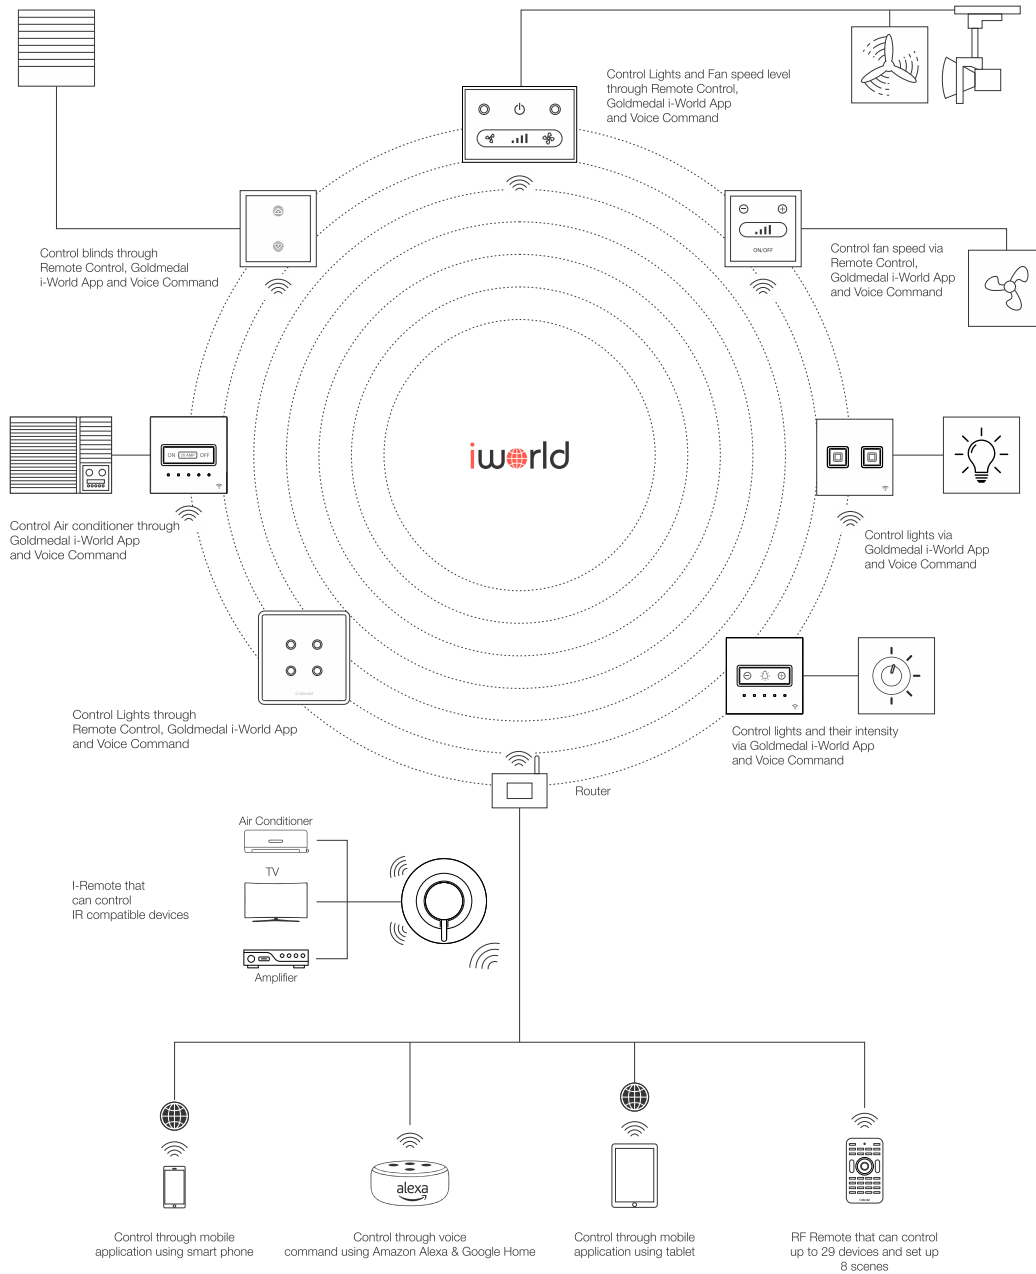 Control Lights and Fan speed level
through Remote Control,
Goldmedal i-World App
and Voice Command
Control blinds through
Remote Control, Goldmedal
i-World App and Voice Command
ON/OFF
Control fan speed via
Remote Control,
Goldmedal i-World App
and Voice Command
iworld
ON 20 AMP OFF
Control Air conditioner through
Goldmedal i-World App
and Voice Command
Control lights via
Goldmedal i-World App
and Voice Command
Control Lights through
Remote Control, Goldmedal i-World App
and Voice Command
Control lights and their intensity
via Goldmedal i-World App
and Voice Command
Router
Air Conditioner
TV
I-Remote that
can control
IR compatible devices
Amplifier
alexa
Control through mobile
application using smart phone
Control through voice
command using Amazon Alexa & Google Home
Control through mobile
application using tablet
RF Remote that can control
up to 29 devices and set up
8 scenes